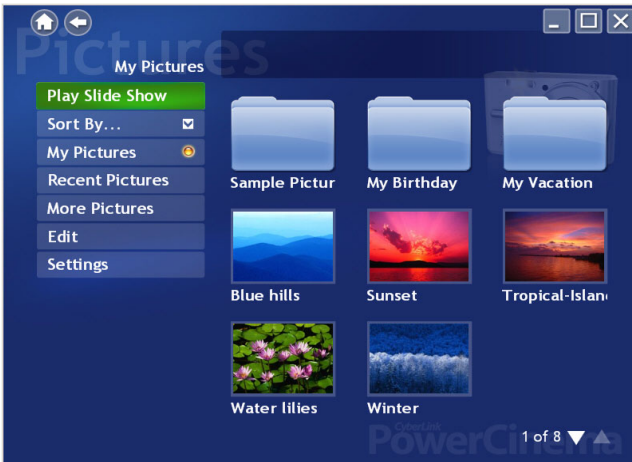 Pictures
My Pictures
Play Slide Show
Sort By...
My Pictures
Recent Pictures
More Pictures
Edit
Settings
Sample Pictur
My Birthday
My Vacation
Blue hills
Sunset
Tropical-Islan
Water lilies
Winter
CyberLink
PowerCinema
1 of 8